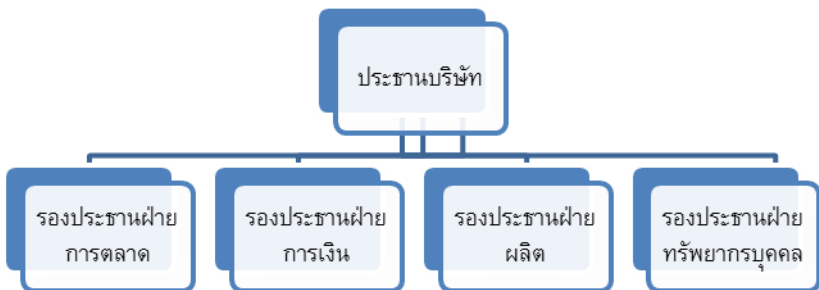 ประธานบริษัท
รองประธานฝ่าย
การตลาด
รองประธานฝ่าย
การเงิน
รองประธานฝ่าย
ผลิต
รองประธานฝ่าย
ทรัพยากรบุคคล